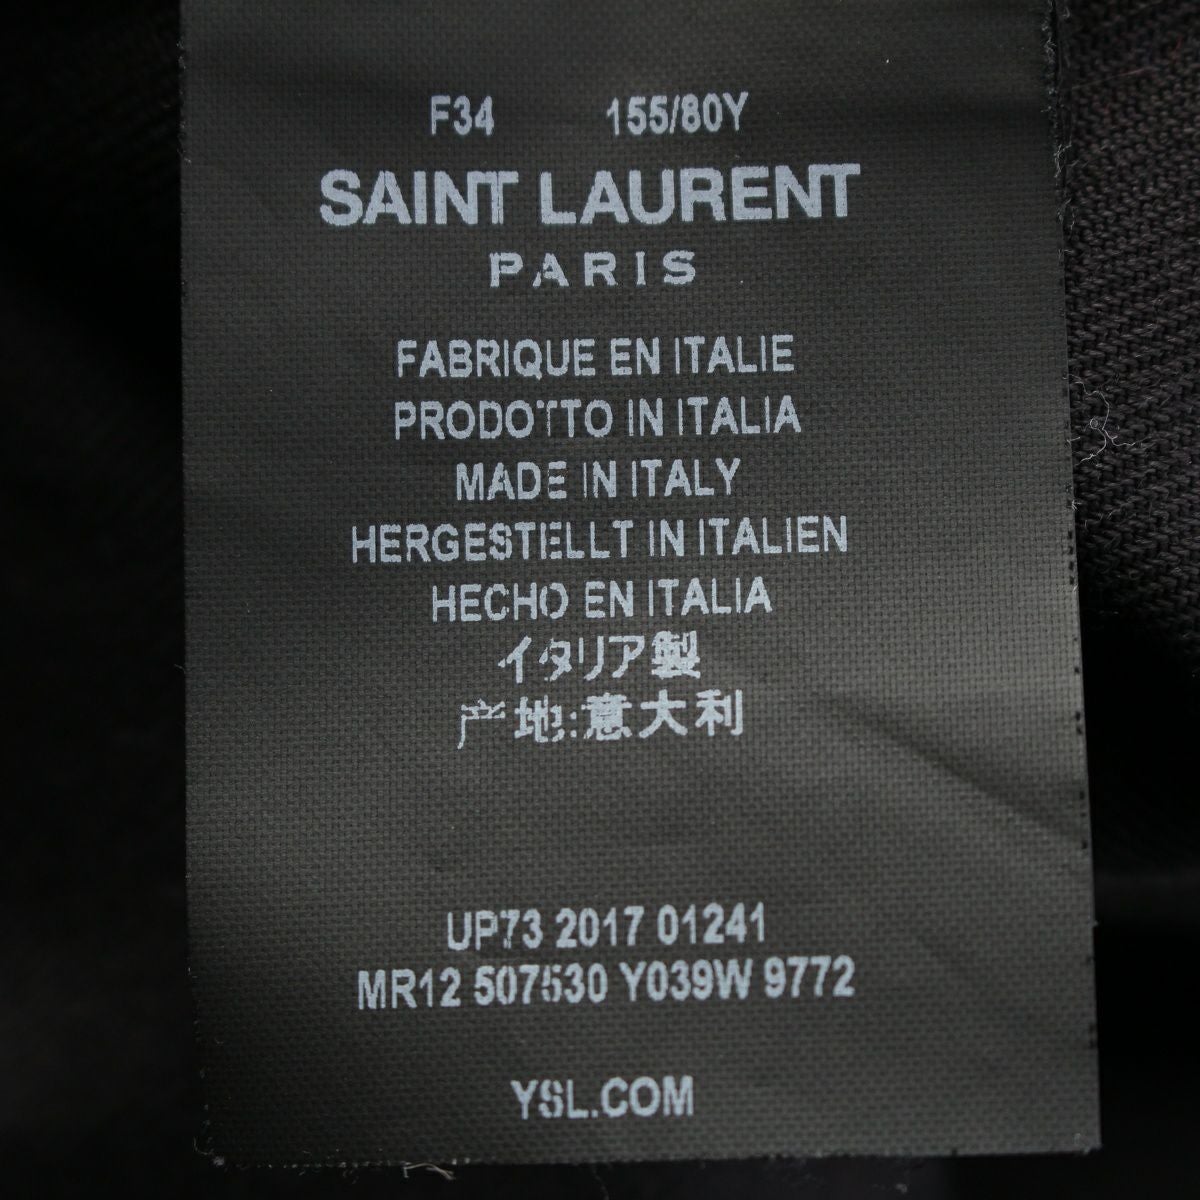 F34 155/80Y
SAINT LAURENT
PARIS
FABRIQUE EN ITALIE
PRODOTTO IN ITALIA
MADE IN ITALY
HERGESTELLT IN ITALIEN
HECHO EN ITALIA
イタリア製
产地:意大利
UP73 2017 01241
MR12 507530 Y039W 9772
YSL.COM